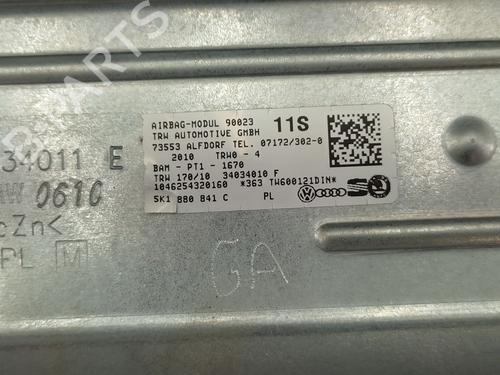 AIRBAG-MODUL 90023 11S
TRW AUTOMOTIVE GMBH
73553 ALFDORF TEL. 07172/302-0
2010 TRW0 - 4
BAM - PT1 - 1670
TRW 170/10 34034010 F
1046254320160 *363 TW600121DIN*
5K1 880 841 C PL
34011 E
0610
Zn<
PL M
GA